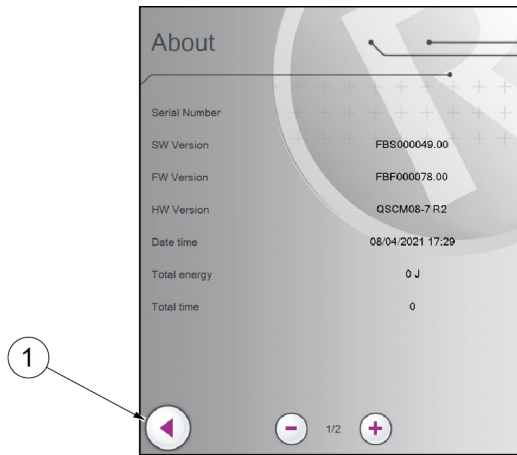 About
Serial Number
SW Version FBS000049.00
FW Version FBF000078.00
HW Version QSCM08-7 R2
Date time 08/04/2021 17:29
Total energy 0 J
Total time 0
1
1/2